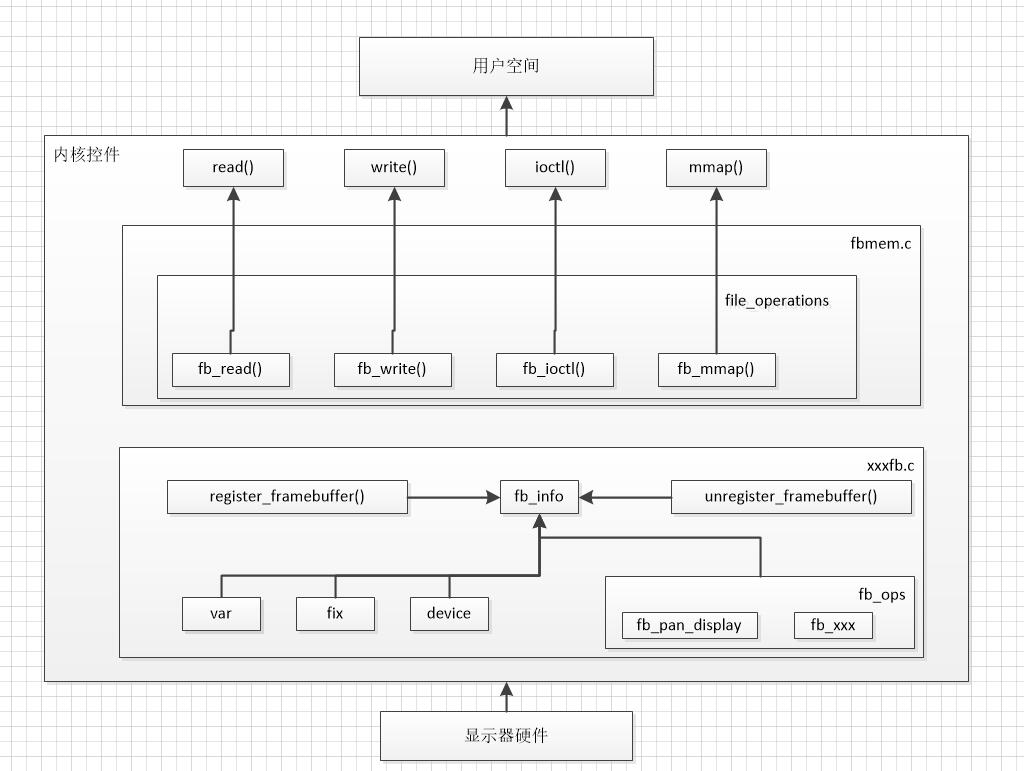 用户空间
内核控件
read()
write()
ioctl()
mmap()
fbmem.c
file_operations
fb_read()
fb_write()
fb_ioctl()
fb_mmap()
xxxfb.c
register_framebuffer()
fb_info
unregister_framebuffer()
var
fix
device
fb_ops
fb_pan_display
fb_xxx
显示器硬件